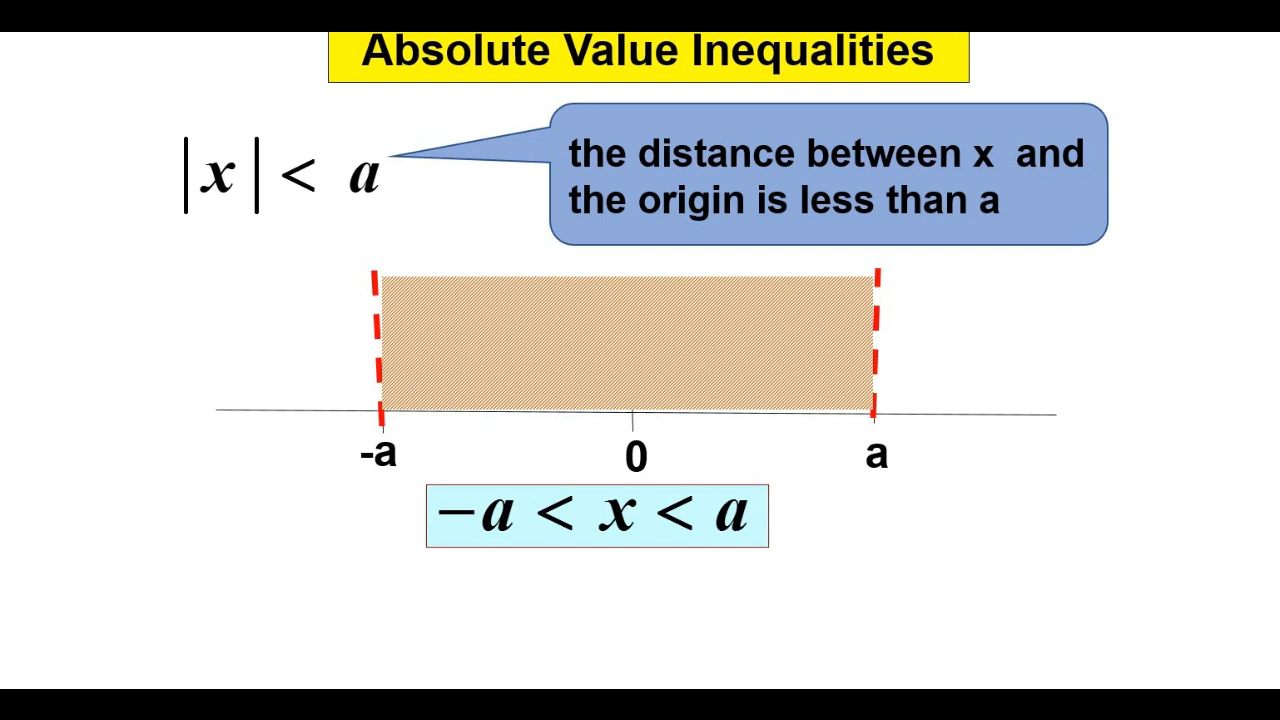 Absolute Value Inequalities
|x| < a
the distance between x and
the origin is less than a
-a 0 a
−a < x < a